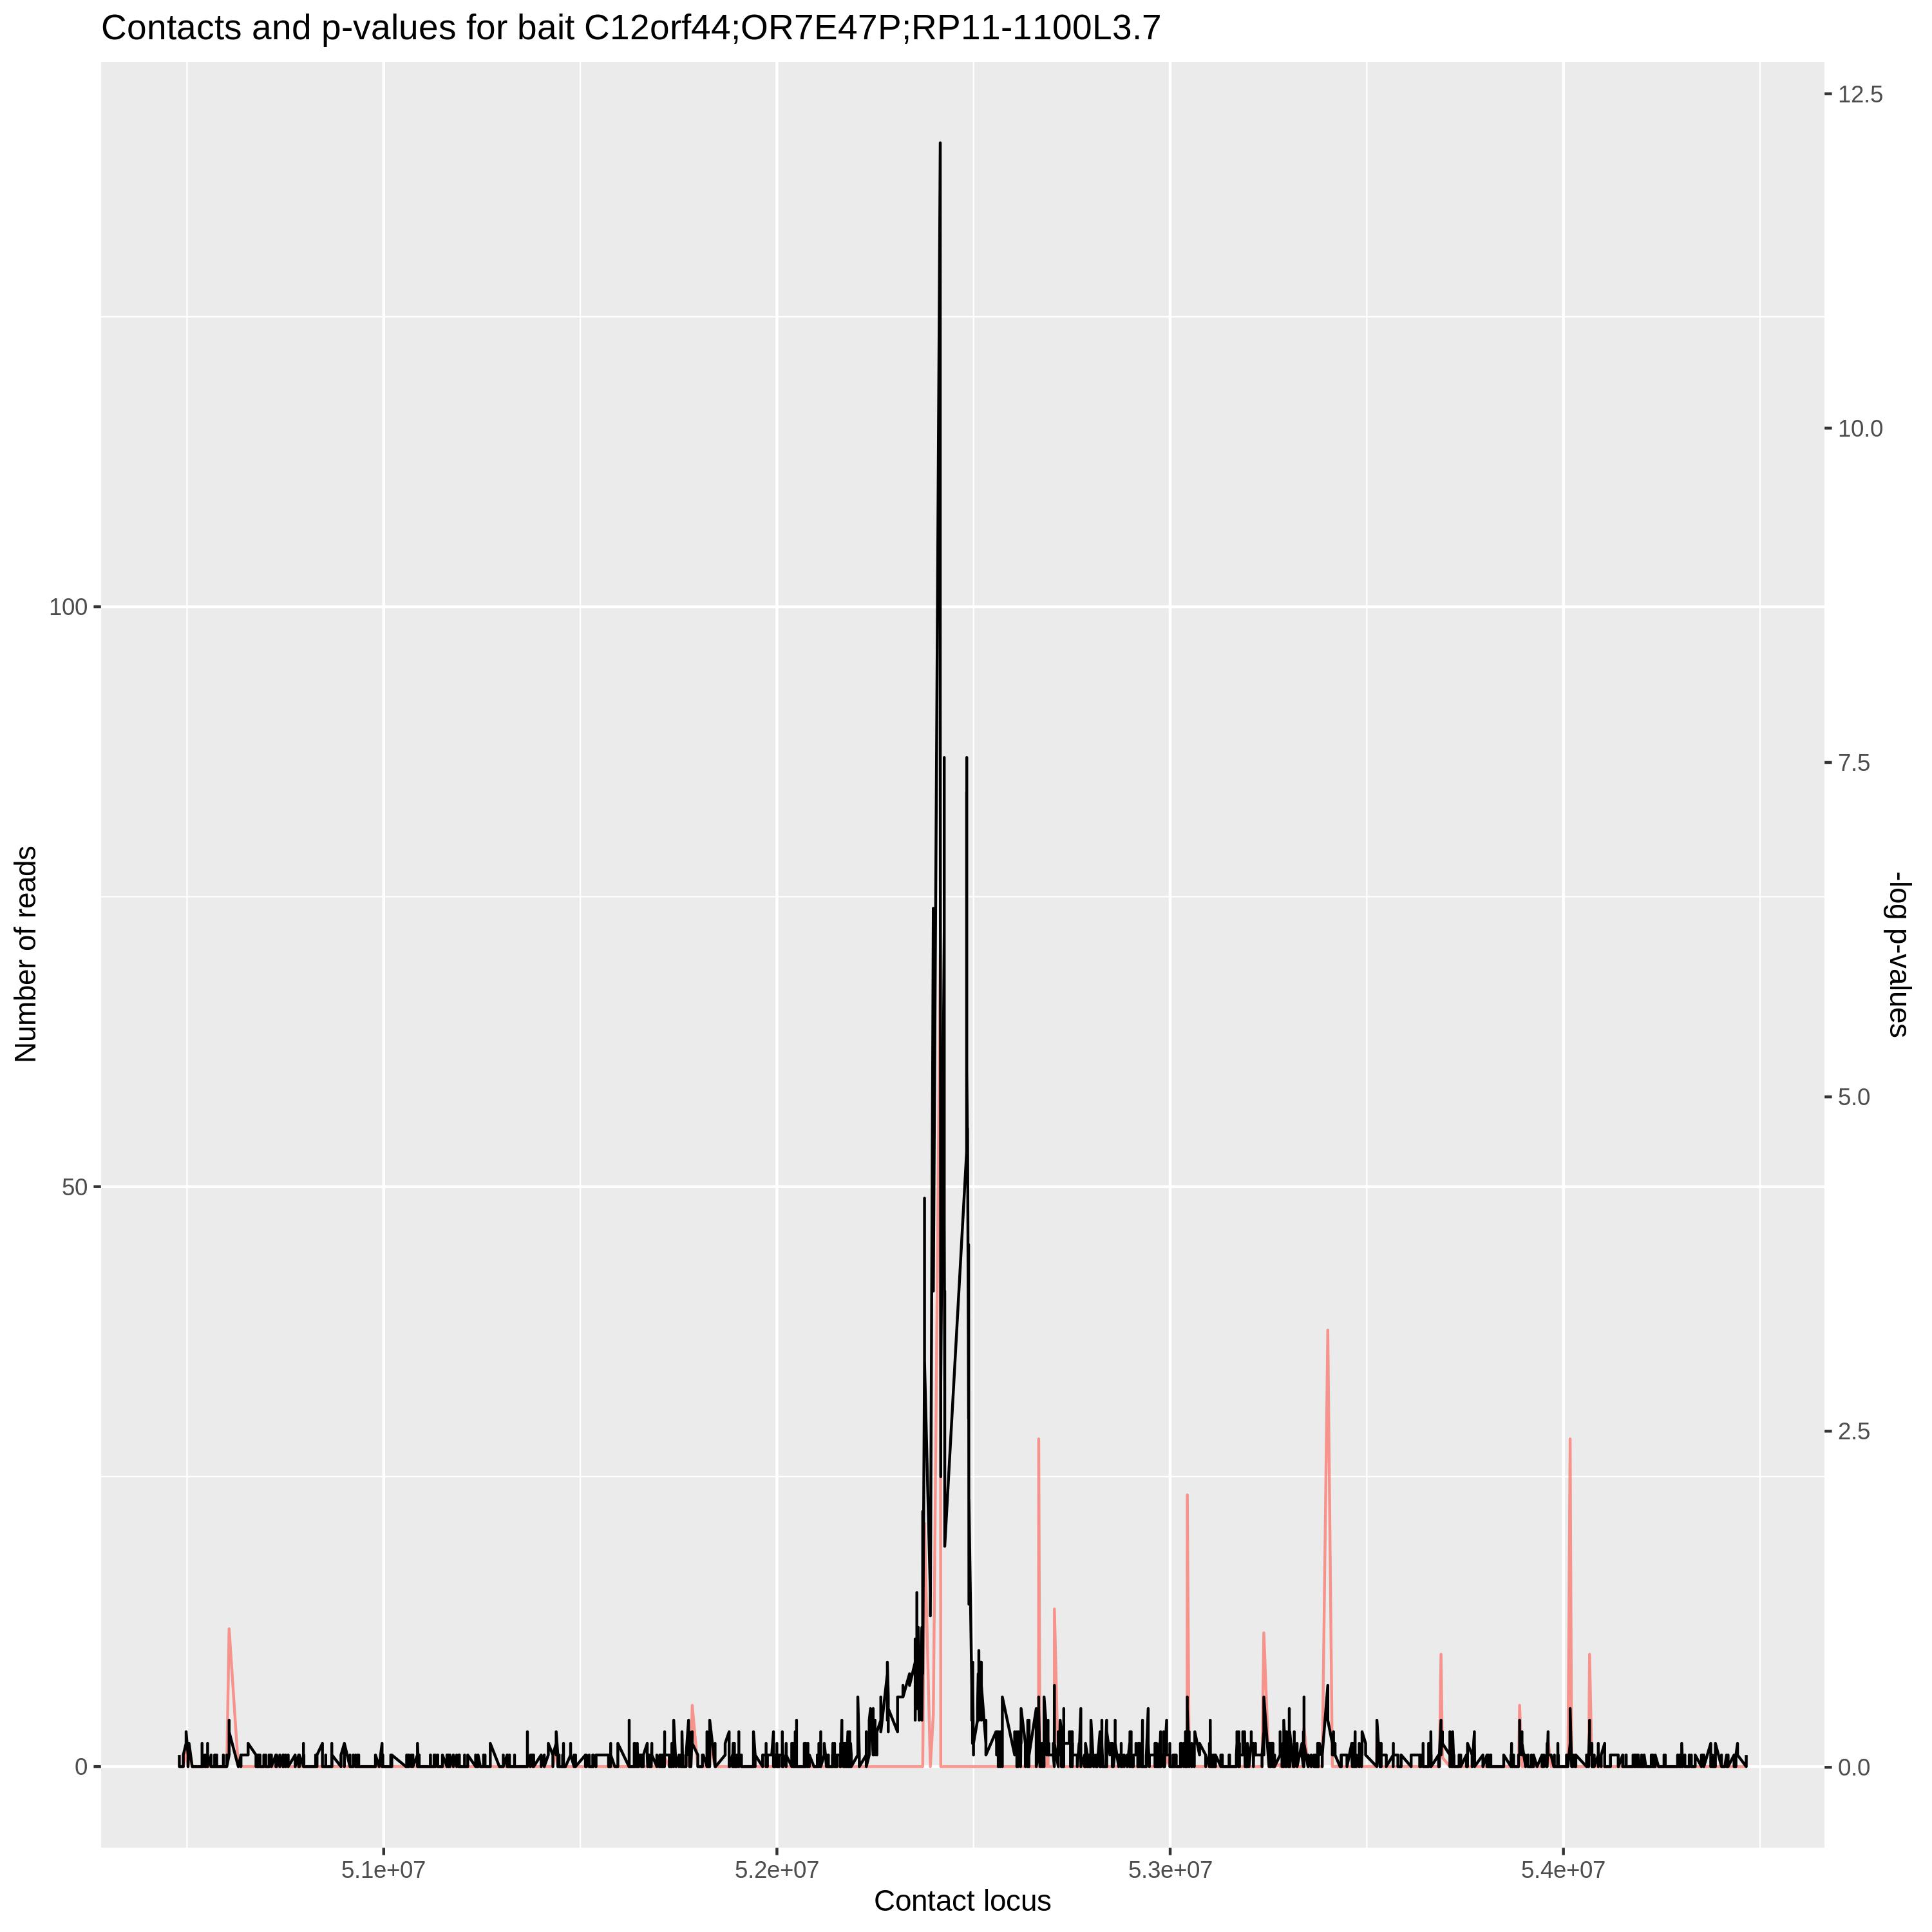 Contacts and p-values for bait C12orf44;OR7E47P;RP11-1100L3.7
12.5
10.0
100
7.5
Number of reads
-log p-values
5.0
50
2.5
0
0.0
5.1e+07
5.2e+07
5.3e+07
5.4e+07
Contact locus